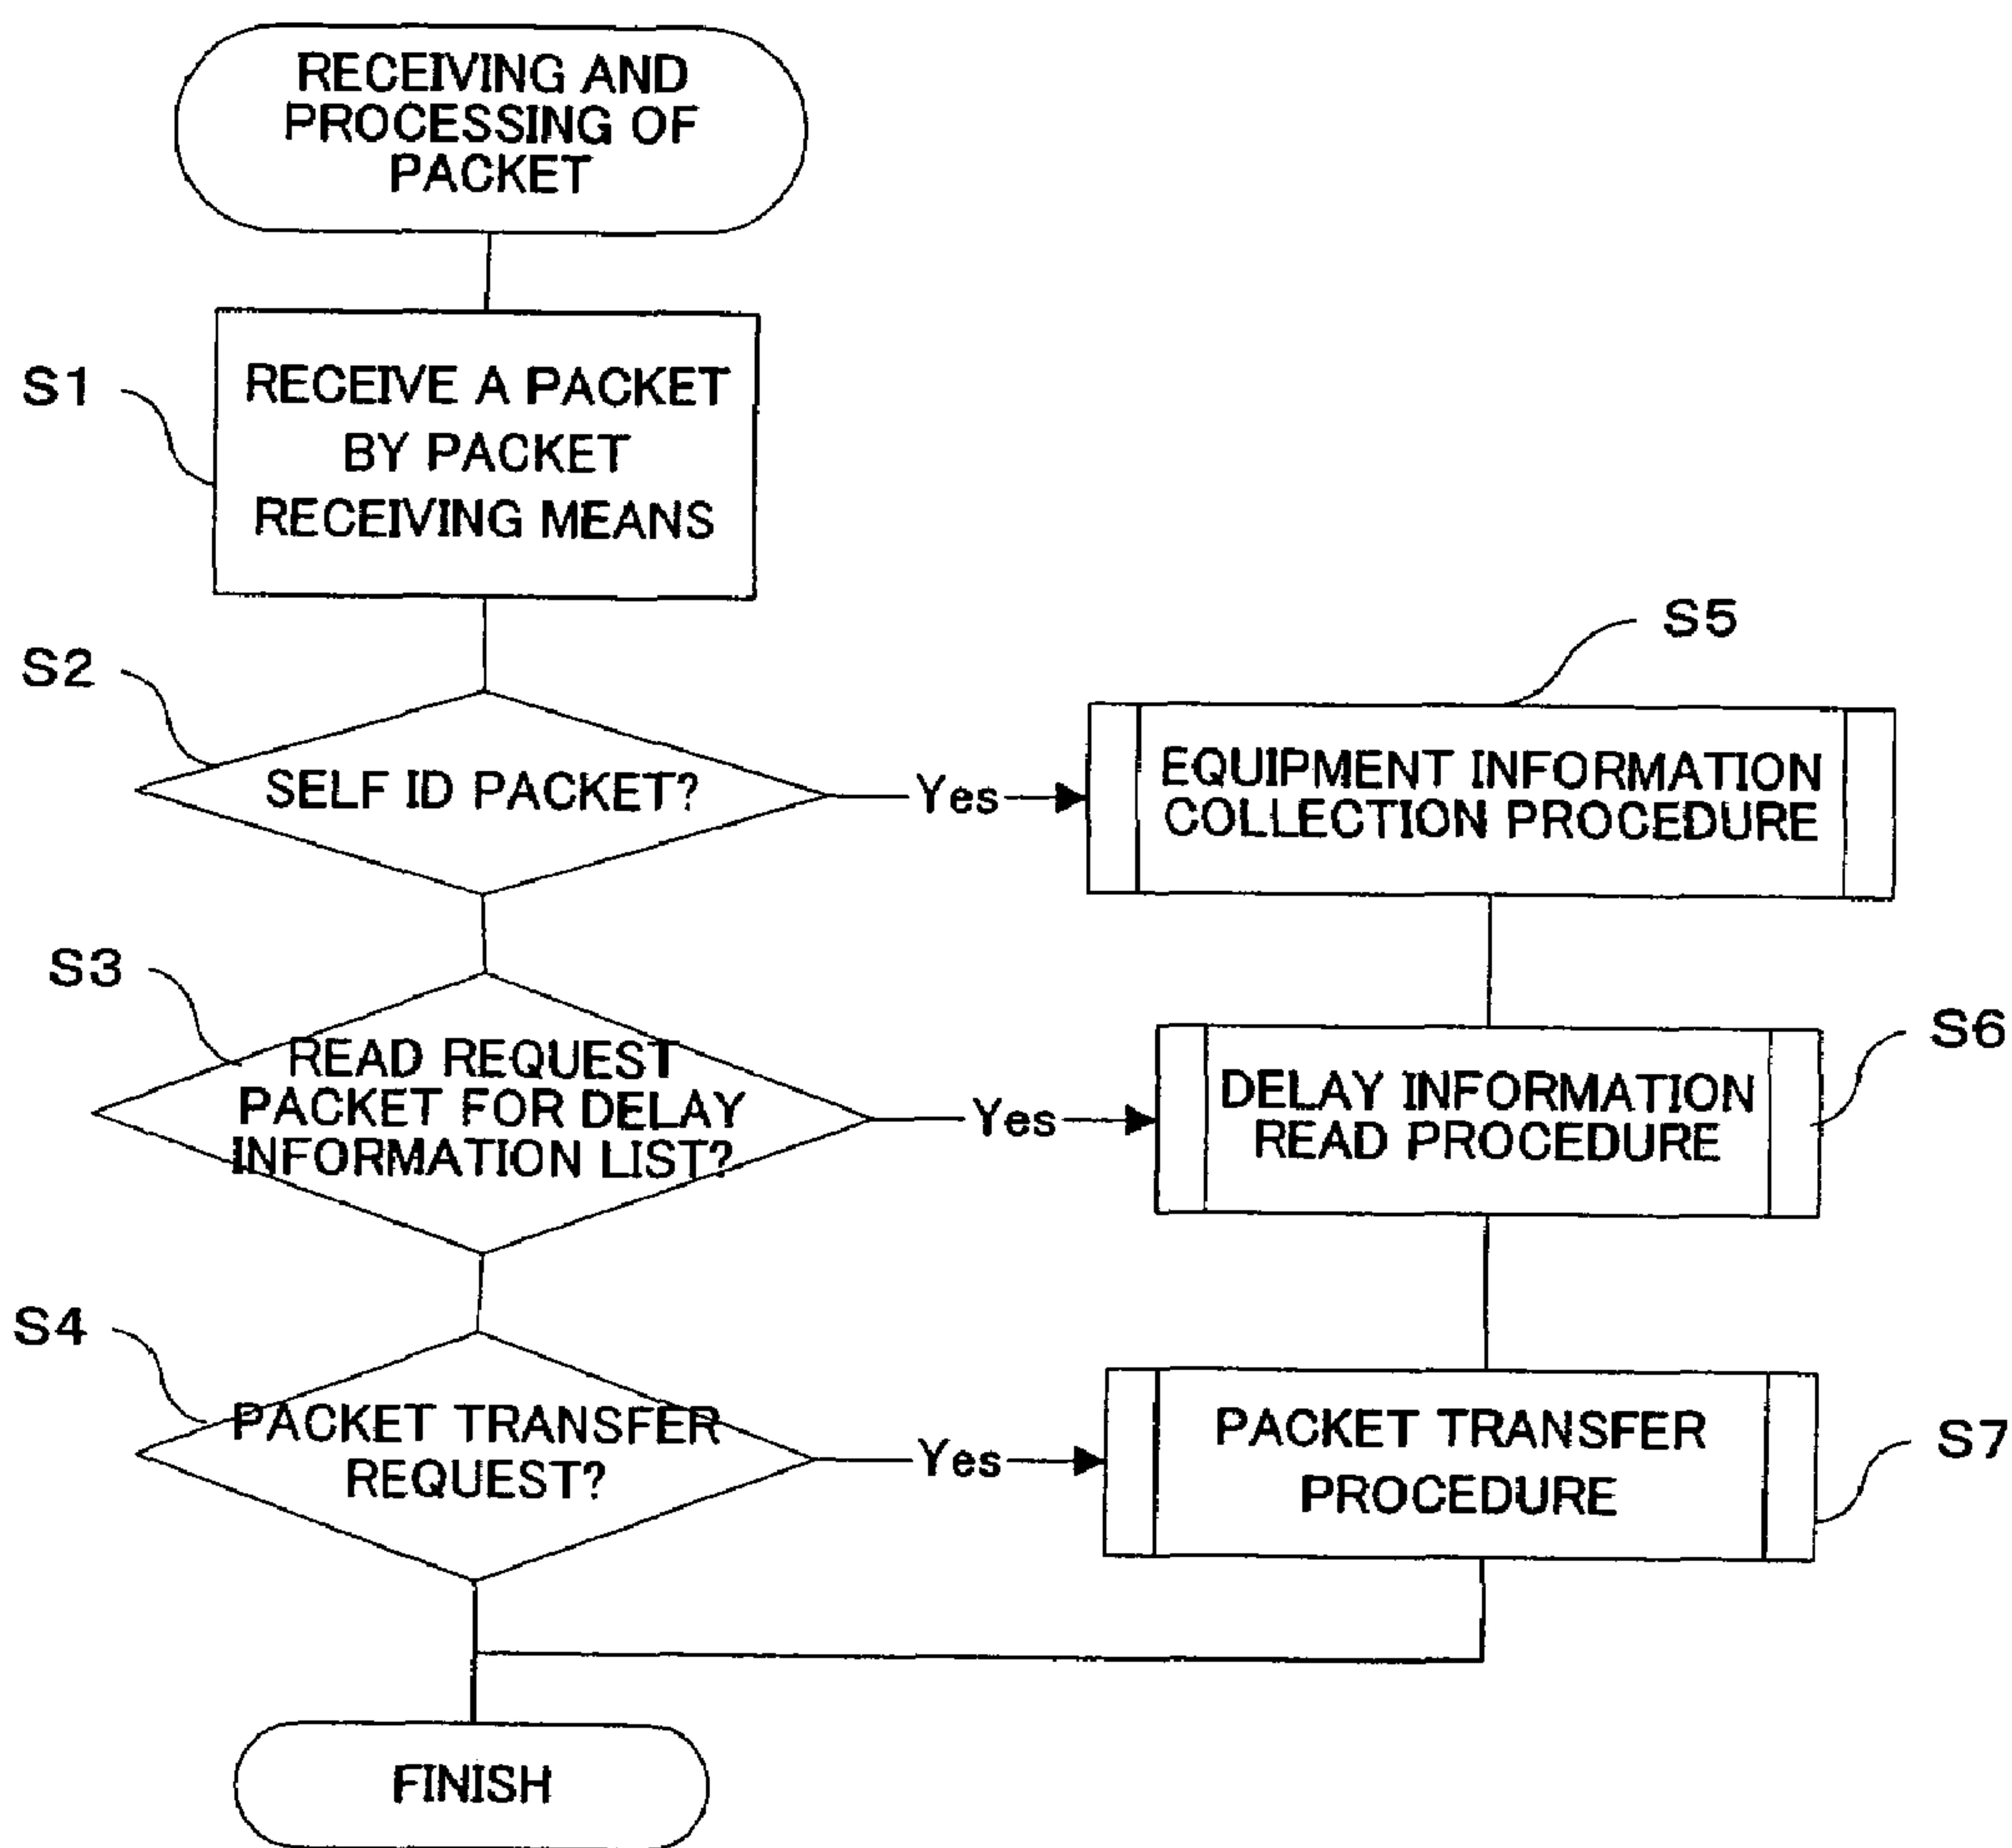 RECEIVING AND
PROCESSING OF
PACKET
S1
RECEIVE A PACKET
BY PACKET
RECEIVING MEANS
S2
SELF ID PACKET?
Yes
S5
EQUIPMENT INFORMATION
COLLECTION PROCEDURE
S3
READ REQUEST
PACKET FOR DELAY
INFORMATION LIST?
Yes
S6
DELAY INFORMATION
READ PROCEDURE
S4
PACKET TRANSFER
REQUEST?
Yes
S7
PACKET TRANSFER
PROCEDURE
FINISH